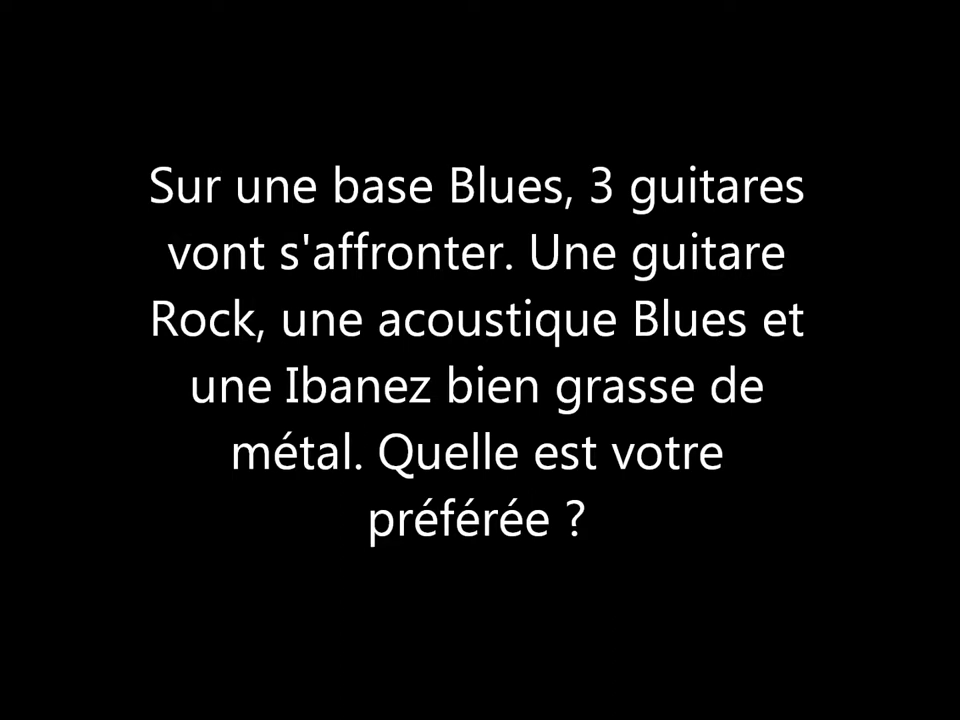 Sur une base Blues, 3 guitares
vont s'affronter. Une guitare
Rock, une acoustique Blues et
une Ibanez bien grasse de
métal. Quelle est votre
préférée ?